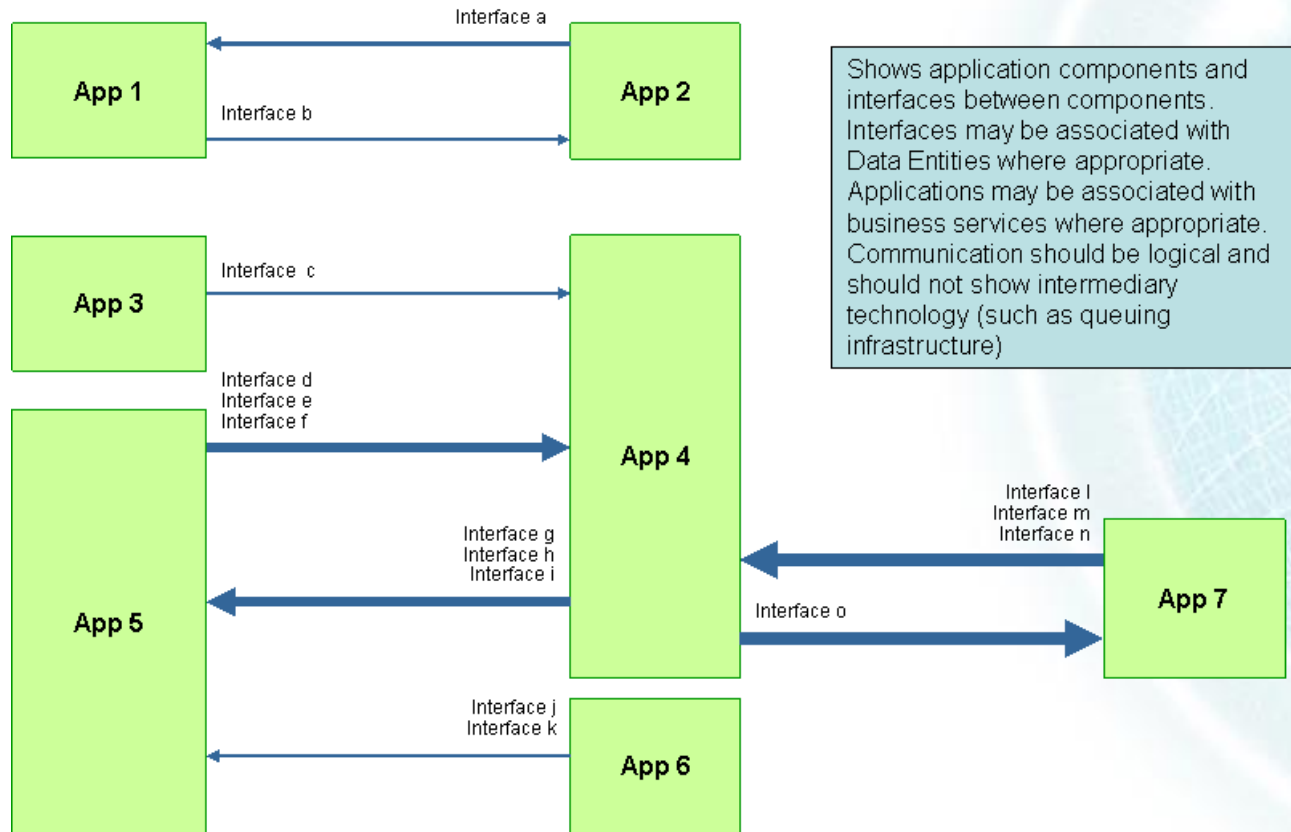 Interface a
App 1
App 2
Interface b
Shows application components and
interfaces between components.
Interfaces may be associated with
Data Entities where appropriate.
Applications may be associated with
business services where appropriate.
Communication should be logical and
should not show intermediary
technology (such as queuing
infrastructure)
Interface c
App 3
Interface d
Interface e
Interface f
App 4
Interface g
Interface h
Interface i
App 5
Interface l
Interface m
Interface n
App 7
Interface o
Interface j
Interface k
App 6